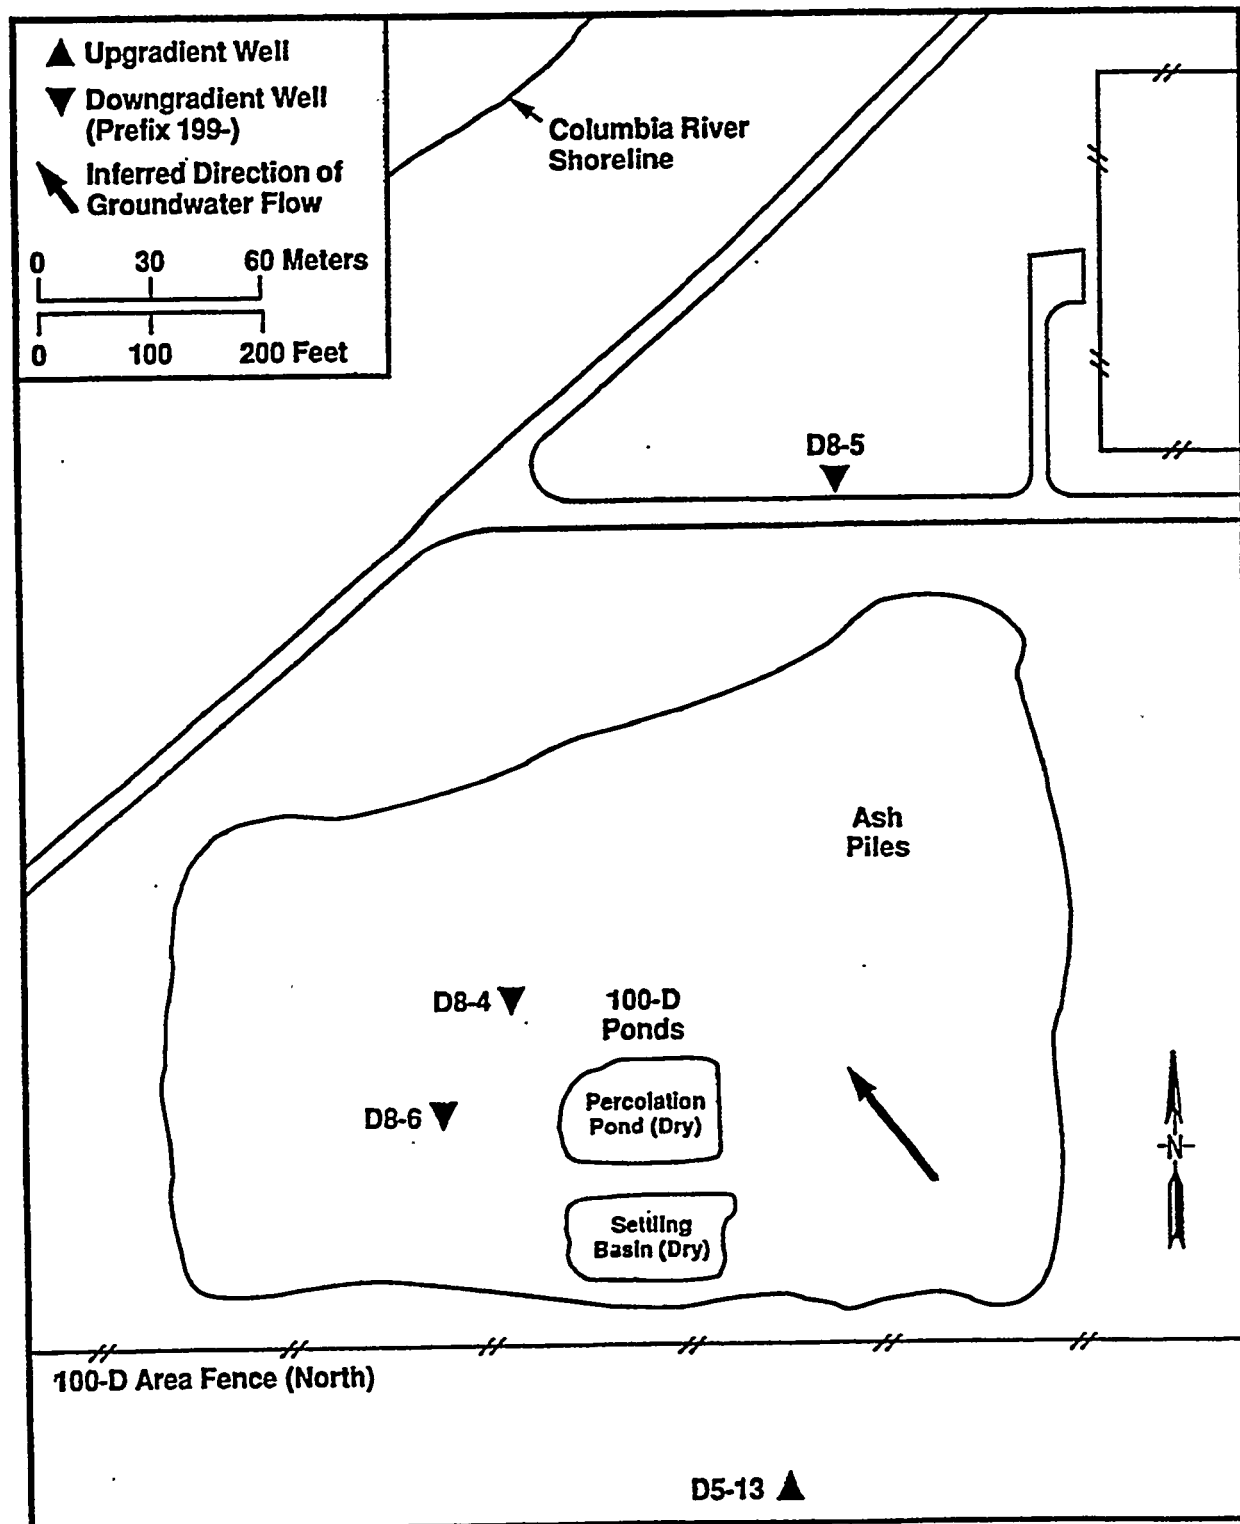 Upgradient Well
Downgradient Well
(Prefix 199-)
Inferred Direction of
Groundwater Flow
0 30 60 Meters
0 100 200 Feet
Columbia River
Shoreline
D8-5
Ash
Piles
D8-4
100-D
Ponds
D8-6
Percolation
Pond (Dry)
N
Settling
Basin (Dry)
100-D Area Fence (North)
D5-13